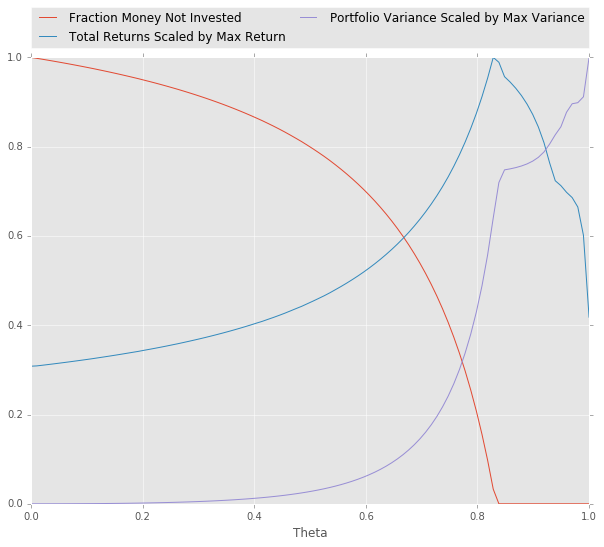 Fraction Money Not Invested
Portfolio Variance Scaled by Max Variance
Total Returns Scaled by Max Return
1.0
0.8
0.6
0.4
0.2
0.0
0.0 0.2 0.4 0.6 0.8 1.0
Theta